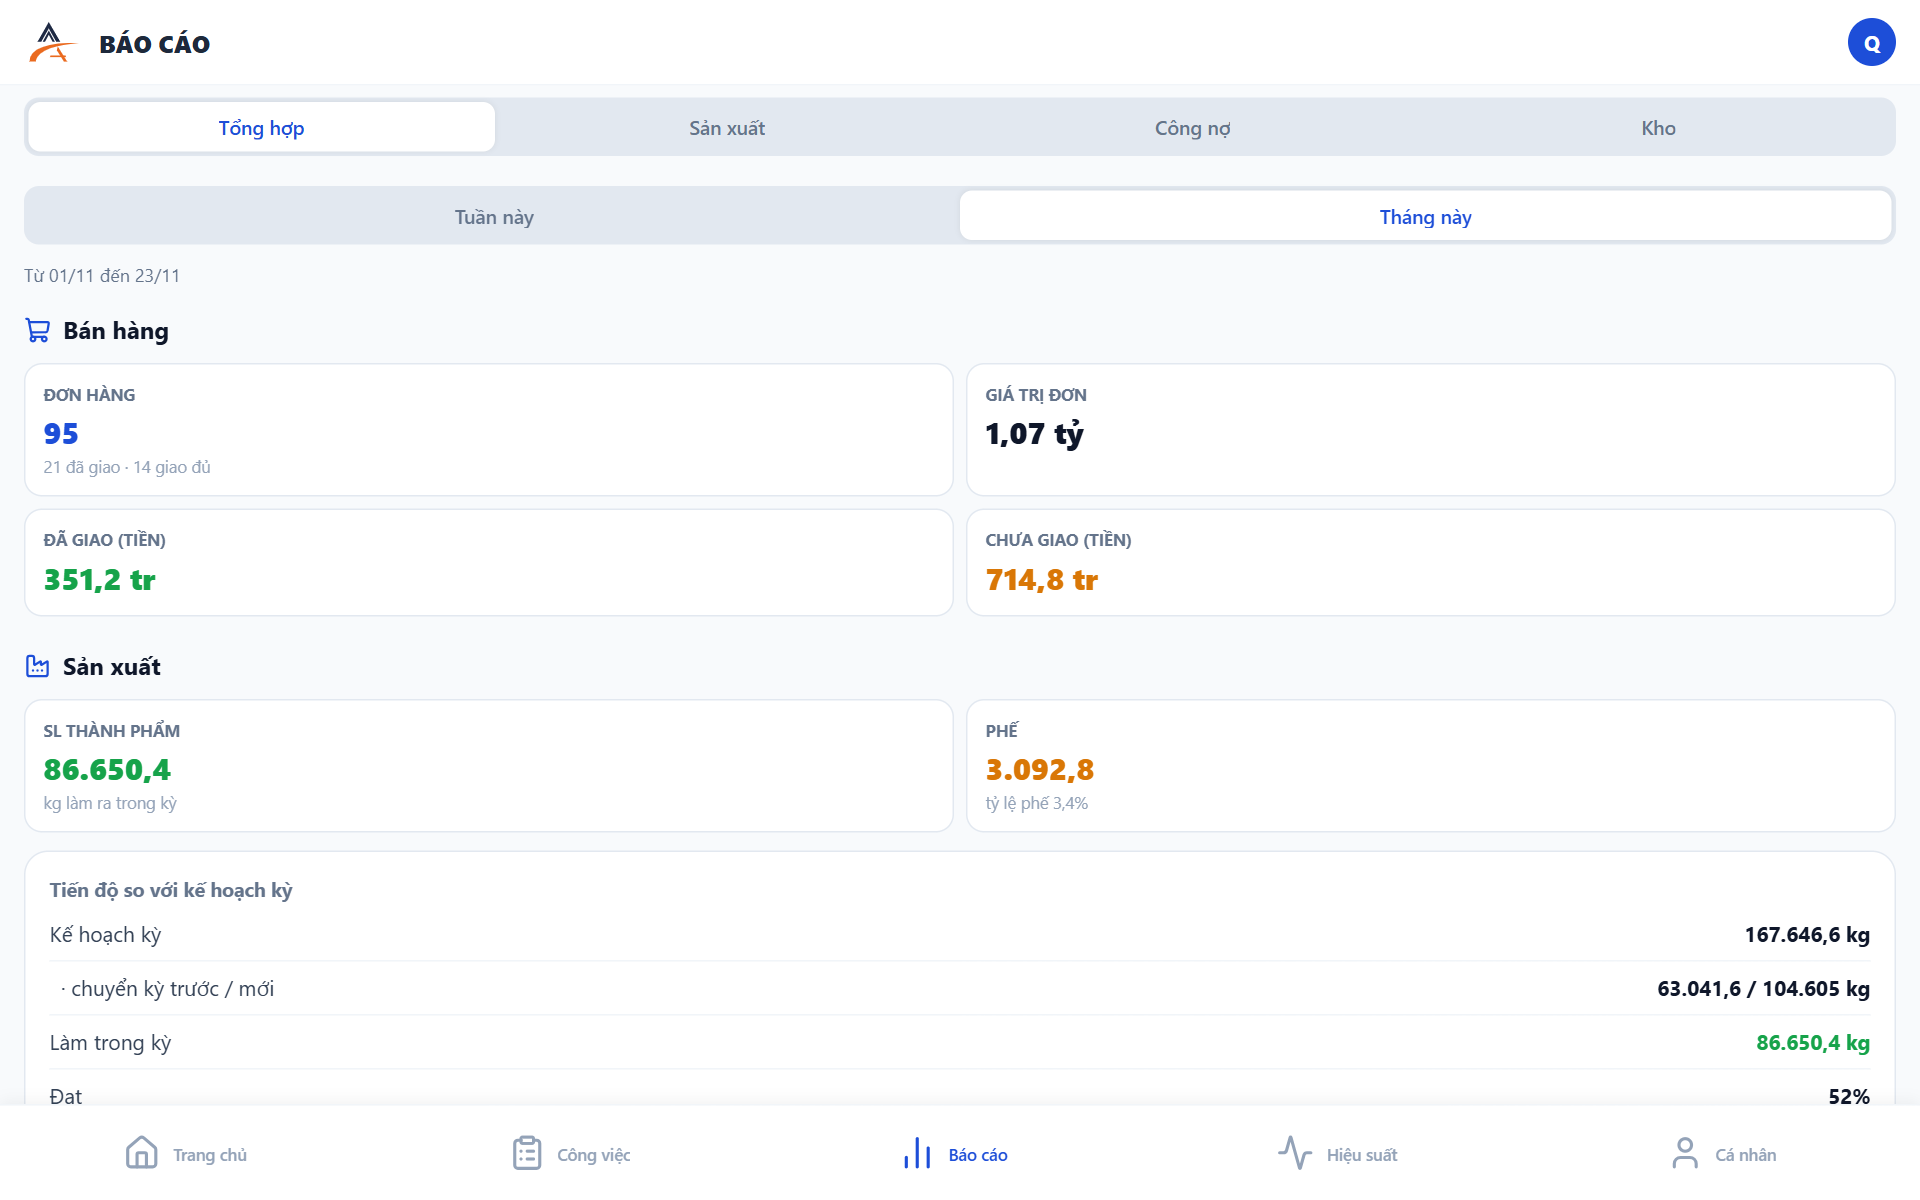 BÁO CÁO
Q
Tổng hợp
Sản xuất
Công nợ
Kho
Tuần này
Tháng này
Từ 01/11 đến 23/11
Bán hàng
ĐƠN HÀNG
95
21 đã giao · 14 giao đủ
GIÁ TRỊ ĐƠN
1,07 tỷ
ĐÃ GIAO (TIỀN)
351,2 tr
CHƯA GIAO (TIỀN)
714,8 tr
Sản xuất
SL THÀNH PHẨM
86.650,4
kg làm ra trong kỳ
PHẾ
3.092,8
tỷ lệ phế 3,4%
Tiến độ so với kế hoạch kỳ
Kế hoạch kỳ 167.646,6 kg
· chuyển kỳ trước / mới 63.041,6 / 104.605 kg
Làm trong kỳ 86.650,4 kg
Đạt 52%
Trang chủ
Công việc
Báo cáo
Hiệu suất
Cá nhân